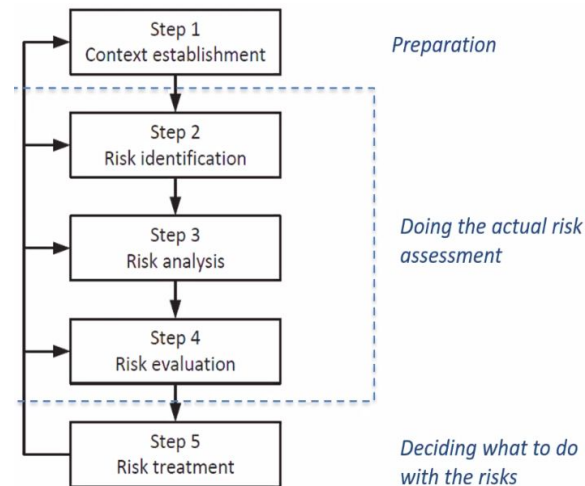 Step 1
Context establishment
Preparation
Step 2
Risk identification
Step 3
Risk analysis
Doing the actual risk
assessment
Step 4
Risk evaluation
Step 5
Risk treatment
Deciding what to do
with the risks